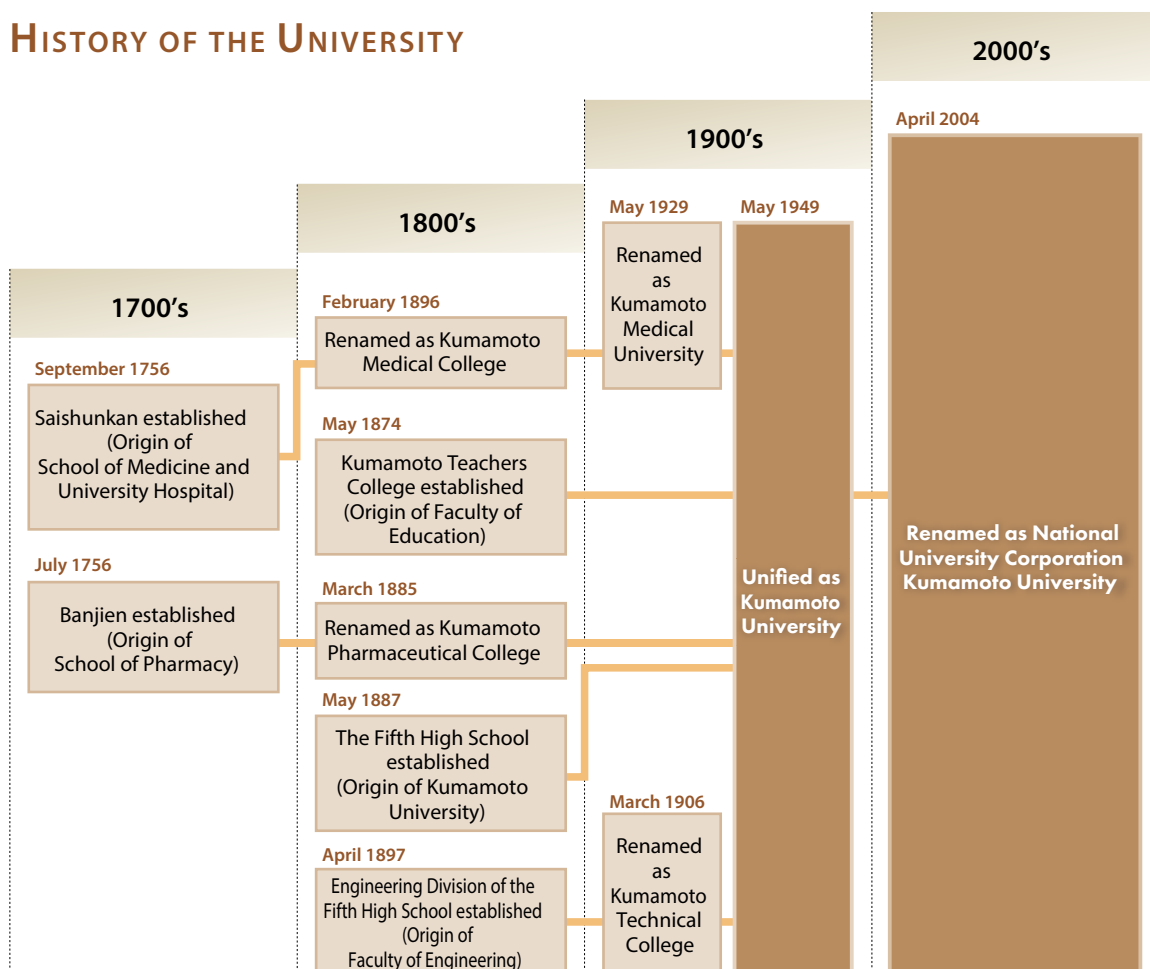 HISTORY OF THE UNIVERSITY
1700's
September 1756
Saishunkan established
(Origin of
School of Medicine and
University Hospital)
July 1756
Banjien established
(Origin of
School of Pharmacy)
1800's
February 1896
Renamed as Kumamoto
Medical College
May 1874
Kumamoto Teachers
College established
(Origin of Faculty of
Education)
March 1885
Renamed as Kumamoto
Pharmaceutical College
May 1887
The Fifth High School
established
(Origin of Kumamoto
University)
April 1897
Engineering Division of the
Fifth High School established
(Origin of
Faculty of Engineering)
1900's
May 1929
Renamed
as
Kumamoto
Medical
University
March 1906
Renamed
as
Kumamoto
Technical
College
May 1949
Unified as
Kumamoto
University
2000's
April 2004
Renamed as National
University Corporation
Kumamoto University